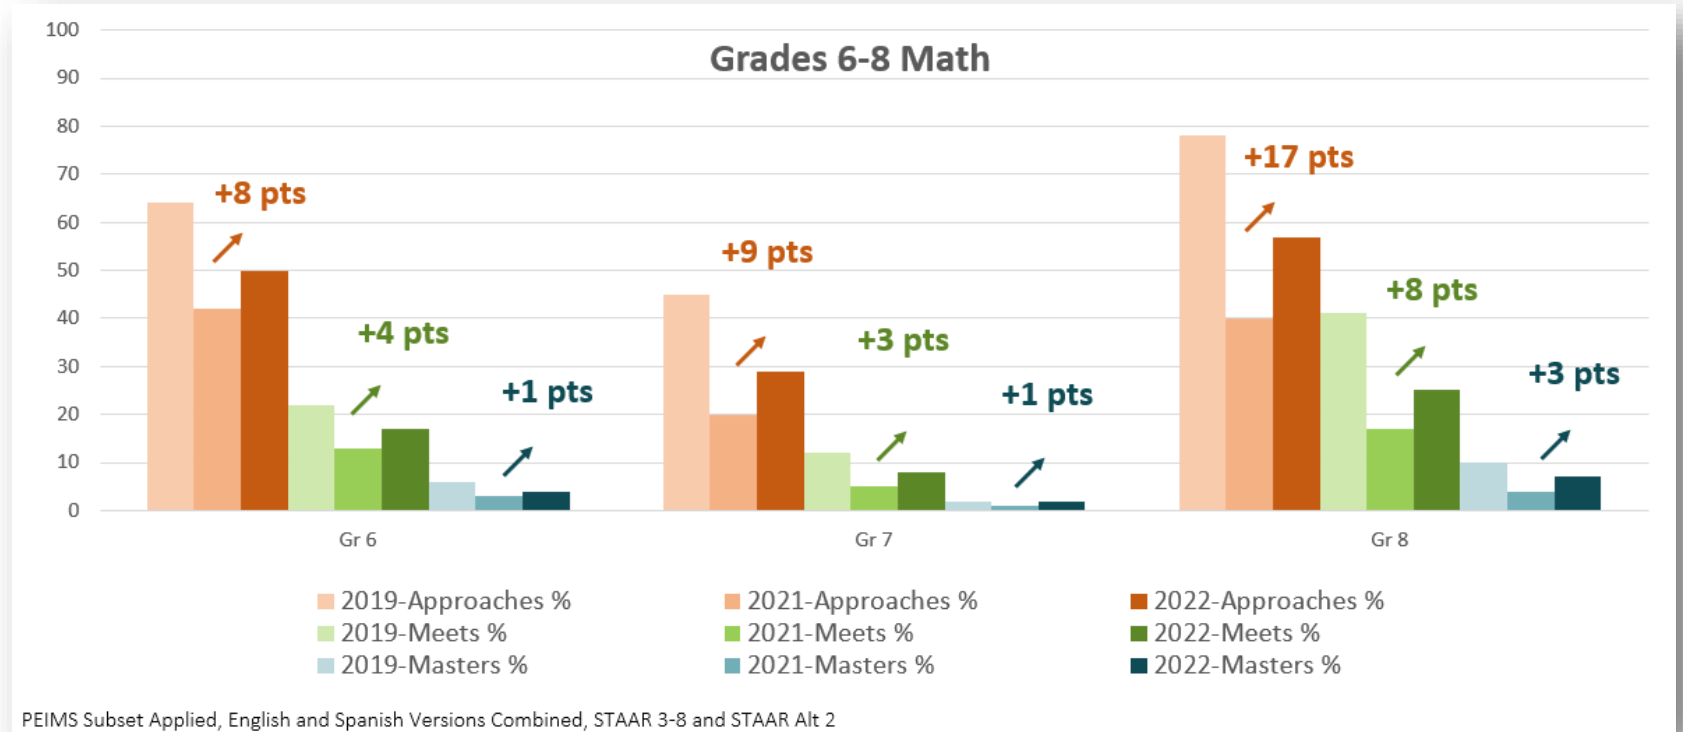 100
Grades 6-8 Math
90
80
70
60
50
40
30
20
10
0
+8 pts
+4 pts
+1 pts
+9 pts
+3 pts
+1 pts
+17 pts
+8 pts
+3 pts
Gr 6
Gr 7
Gr 8
2019-Approaches %
2021-Approaches %
2022-Approaches %
2019-Meets %
2021-Meets %
2022-Meets %
2019-Masters %
2021-Masters %
2022-Masters %
PEIMS Subset Applied, English and Spanish Versions Combined, STAAR 3-8 and STAAR Alt 2